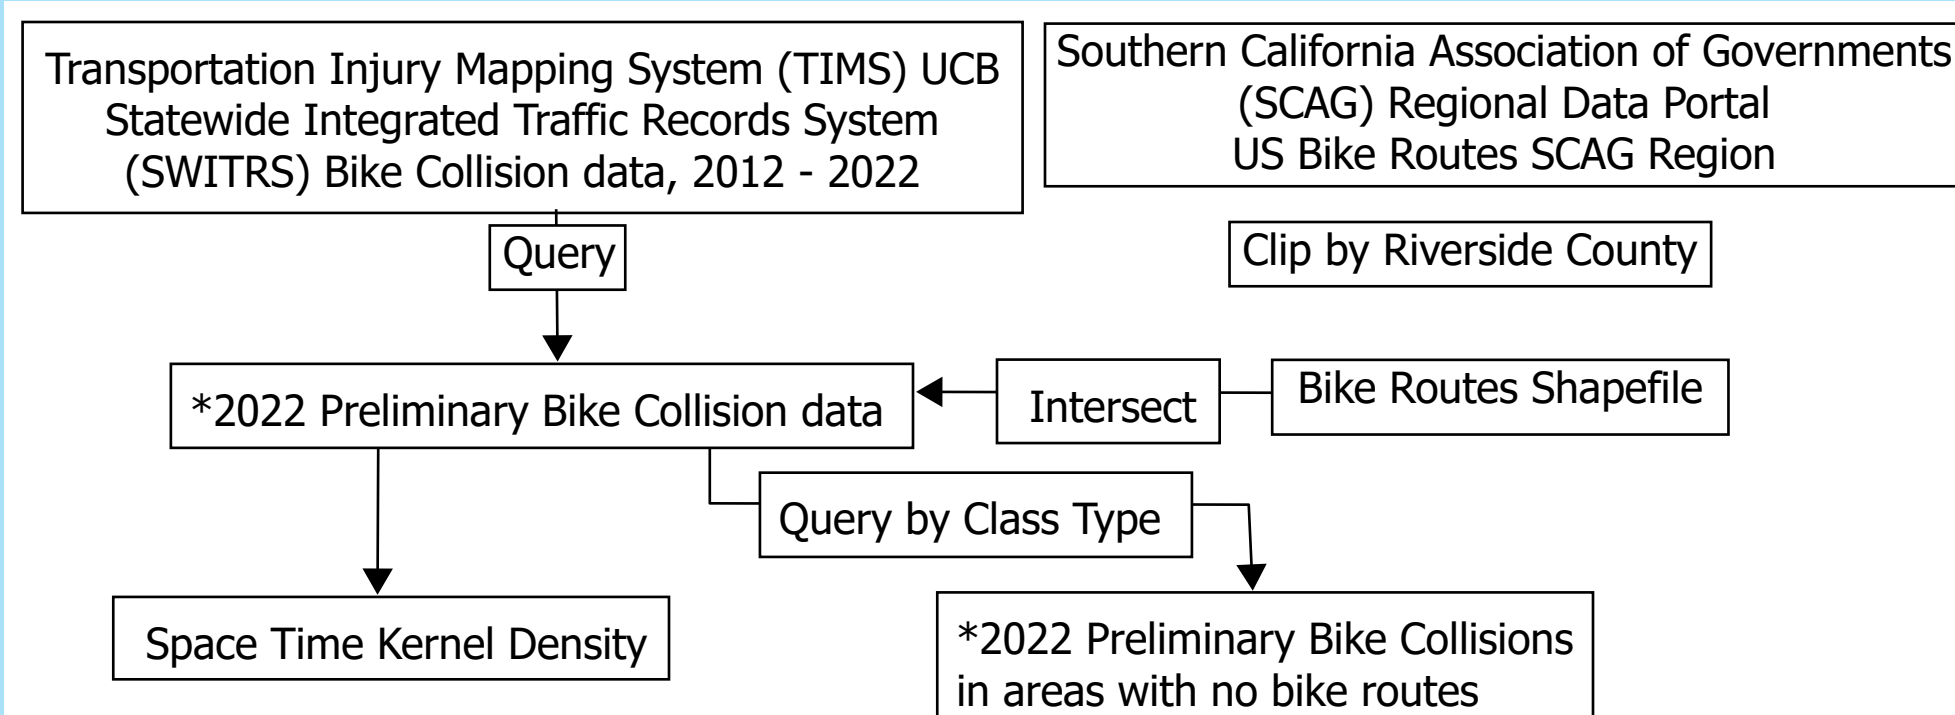 Transportation Injury Mapping System (TIMS) UCB
Statewide Integrated Traffic Records System
(SWITRS) Bike Collision data, 2012 - 2022
Southern California Association of Governments
(SCAG) Regional Data Portal
US Bike Routes SCAG Region
Query
Clip by Riverside County
*2022 Preliminary Bike Collision data
Intersect
Bike Routes Shapefile
Query by Class Type
Space Time Kernel Density
*2022 Preliminary Bike Collisions
in areas with no bike routes